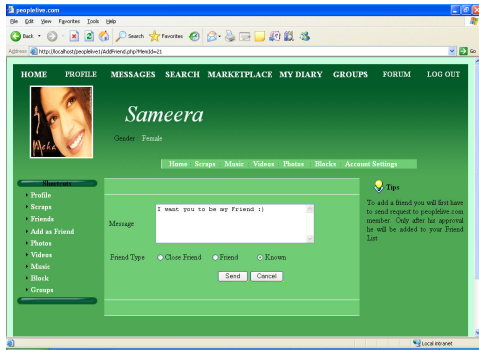 peoplelive.com
File Edit View Favorites Tools Help
Back Search Favorites
Address http://localhost/peoplelive1/AddFriend.php?MemId=21 Go
HOME PROFILE MESSAGES SEARCH MARKETPLACE MY DIARY GROUPS FORUM LOG OUT
Neha
Sameera
Gender : Female
Home Scraps Music Videos Photos Blocks Account Settings
Shortcuts
Profile
Scraps
Friends
Add as Friend
Photos
Videos
Music
Block
Groups
Message
I want you to be my Friend :)
Friend Type Close Friend Friend Known
Send Cancel
Tips
To add a friend you will first have
to send request to peoplelive.com
member. Only after his approval
he will be added to your Friend
List
Local intranet